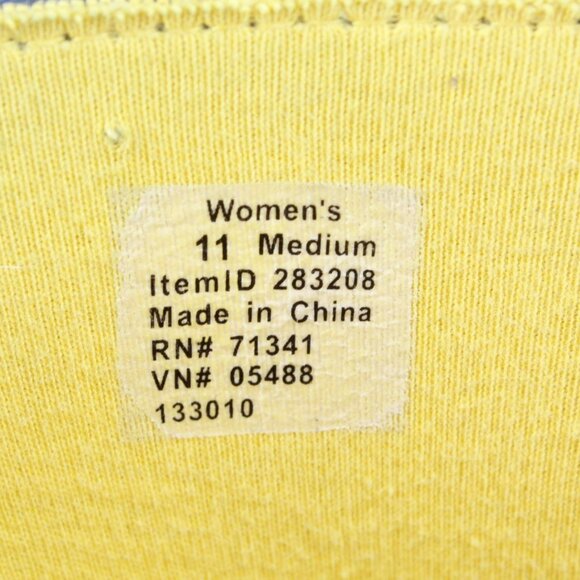 Women's
11 Medium
ItemID 283208
Made in China
RN# 71341
VN# 05488
133010